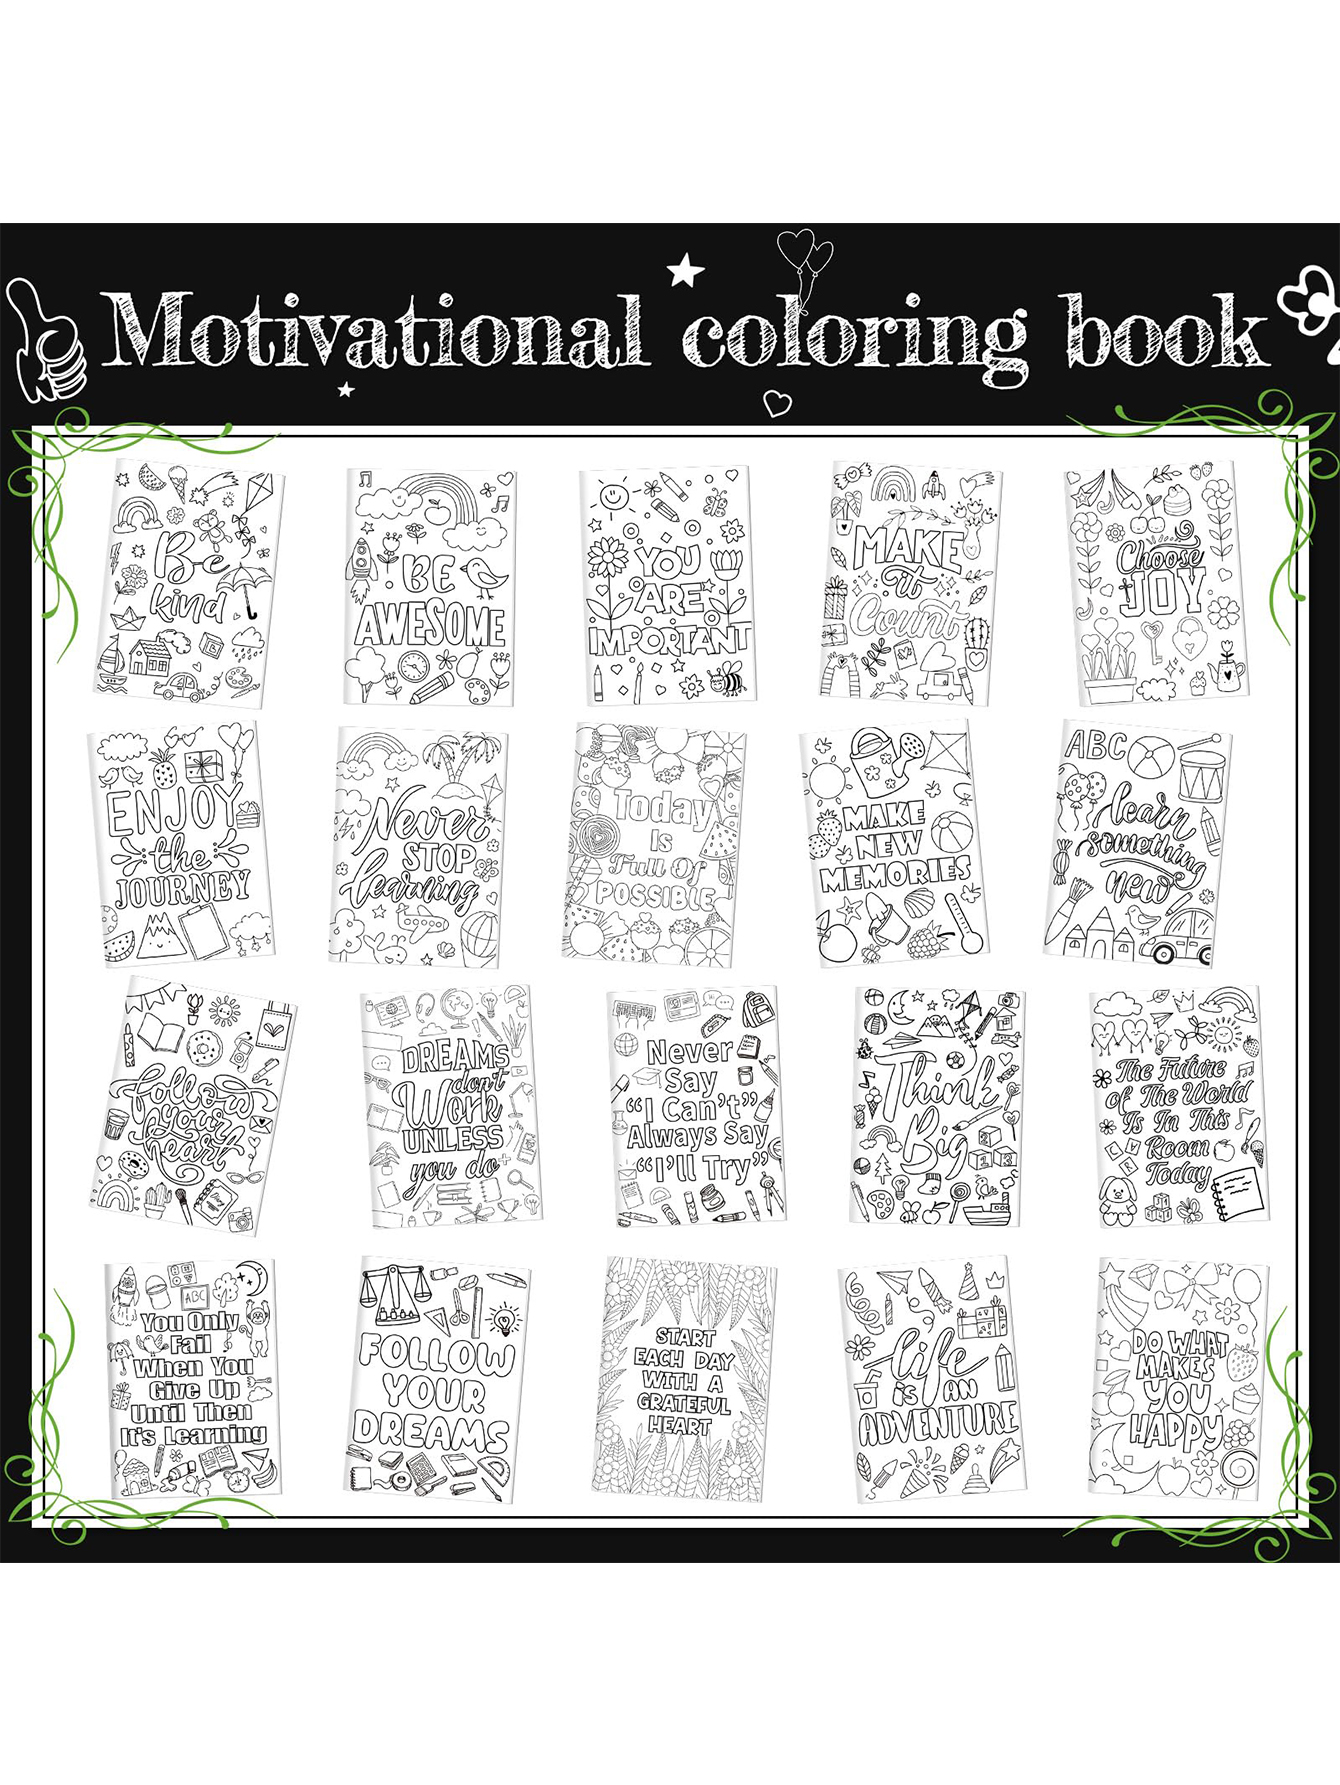 Motivational coloring book
Be
kind
BE
AWESOME
YOU
ARE
IMPORTANT
MAKE
it
Count
Choose
JOY
ENJOY
the
JOURNEY
Never
STOP
learning
Today
Is
Full Of
POSSIBLE
MAKE
NEW
MEMORIES
ABC
learn
something
new
follow
your
heart
DREAMS
don't
Work
UNLESS
you do
Never
Say
“I Can’t”
Always Say
“I’ll Try”
Think
Big
The Future
of The World
Is In This
Room
Today
ABC
You Only
Fail
When You
Give Up
Until Then
It's Learning
FOLLOW
YOUR
DREAMS
START
EACH DAY
WITH A
GRATEFUL
HEART
life
IS AN
ADVENTURE
DO WHAT
MAKES
YOU
HAPPY